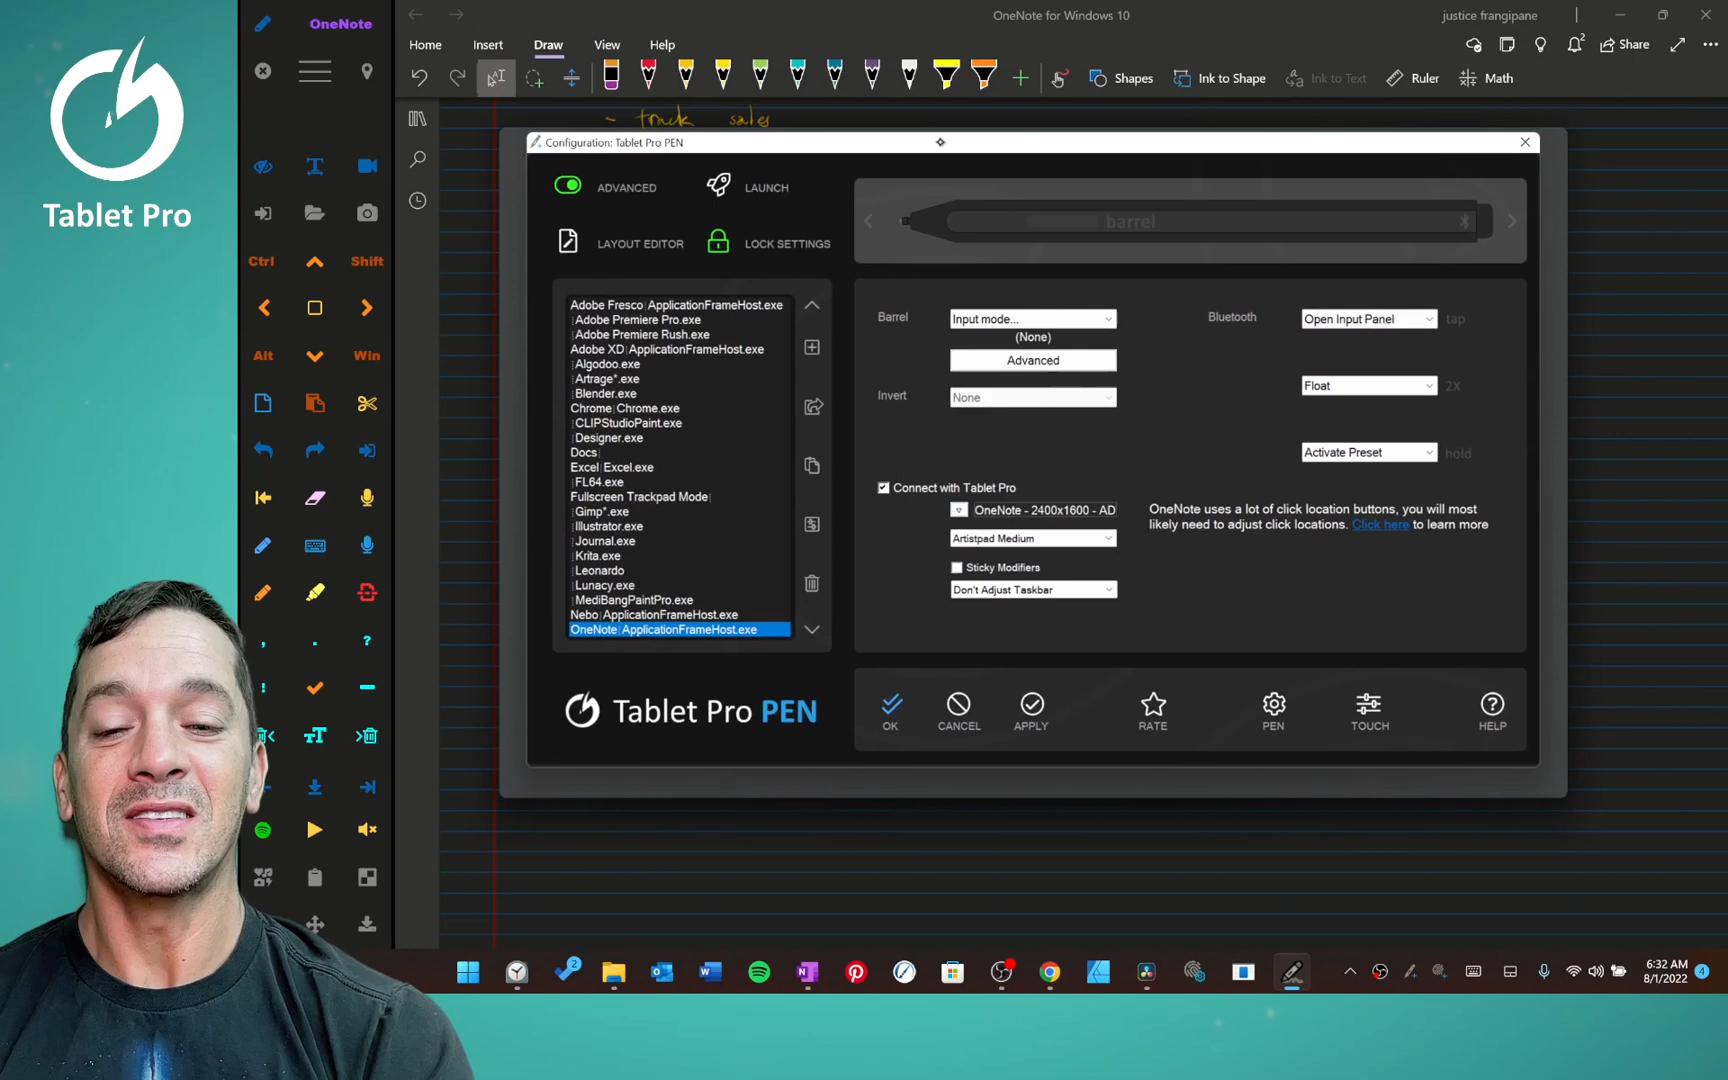 Tablet Pro
OneNote
Ctrl
Shift
Alt
Win
OneNote for Windows 10
justice frangipane
Home
Insert
Draw
View
Help
2
Share
Shapes
Ink to Shape
Ink to Text
Ruler
Math
- track sales
Configuration: Tablet Pro PEN
ADVANCED
LAUNCH
LAYOUT EDITOR
LOCK SETTINGS
barrel
Adobe Fresco|ApplicationFrameHost.exe
|Adobe Premiere Pro.exe
|Adobe Premiere Rush.exe
Adobe XD|ApplicationFrameHost.exe
|Algodoo.exe
|Artrage*.exe
|Blender.exe
Chrome|Chrome.exe
|CLIPStudioPaint.exe
|Designer.exe
Docs|
Excel|Excel.exe
|FL64.exe
Fullscreen Trackpad Mode|
|Gimp*.exe
|Illustrator.exe
|Journal.exe
|Krita.exe
|Leonardo
|Lunacy.exe
|MediBangPaintPro.exe
Nebo|ApplicationFrameHost.exe
OneNote|ApplicationFrameHost.exe
Barrel
Input mode...
(None)
Advanced
Invert
None
Bluetooth
Open Input Panel
tap
Float
2X
Activate Preset
hold
Connect with Tablet Pro
OneNote - 2400x1600 - AD
Artistpad Medium
Sticky Modifiers
Don't Adjust Taskbar
OneNote uses a lot of click location buttons, you will most
likely need to adjust click locations. Click here to learn more
Tablet Pro PEN
OK
CANCEL
APPLY
RATE
PEN
TOUCH
HELP
2
6:32 AM
8/1/2022
4